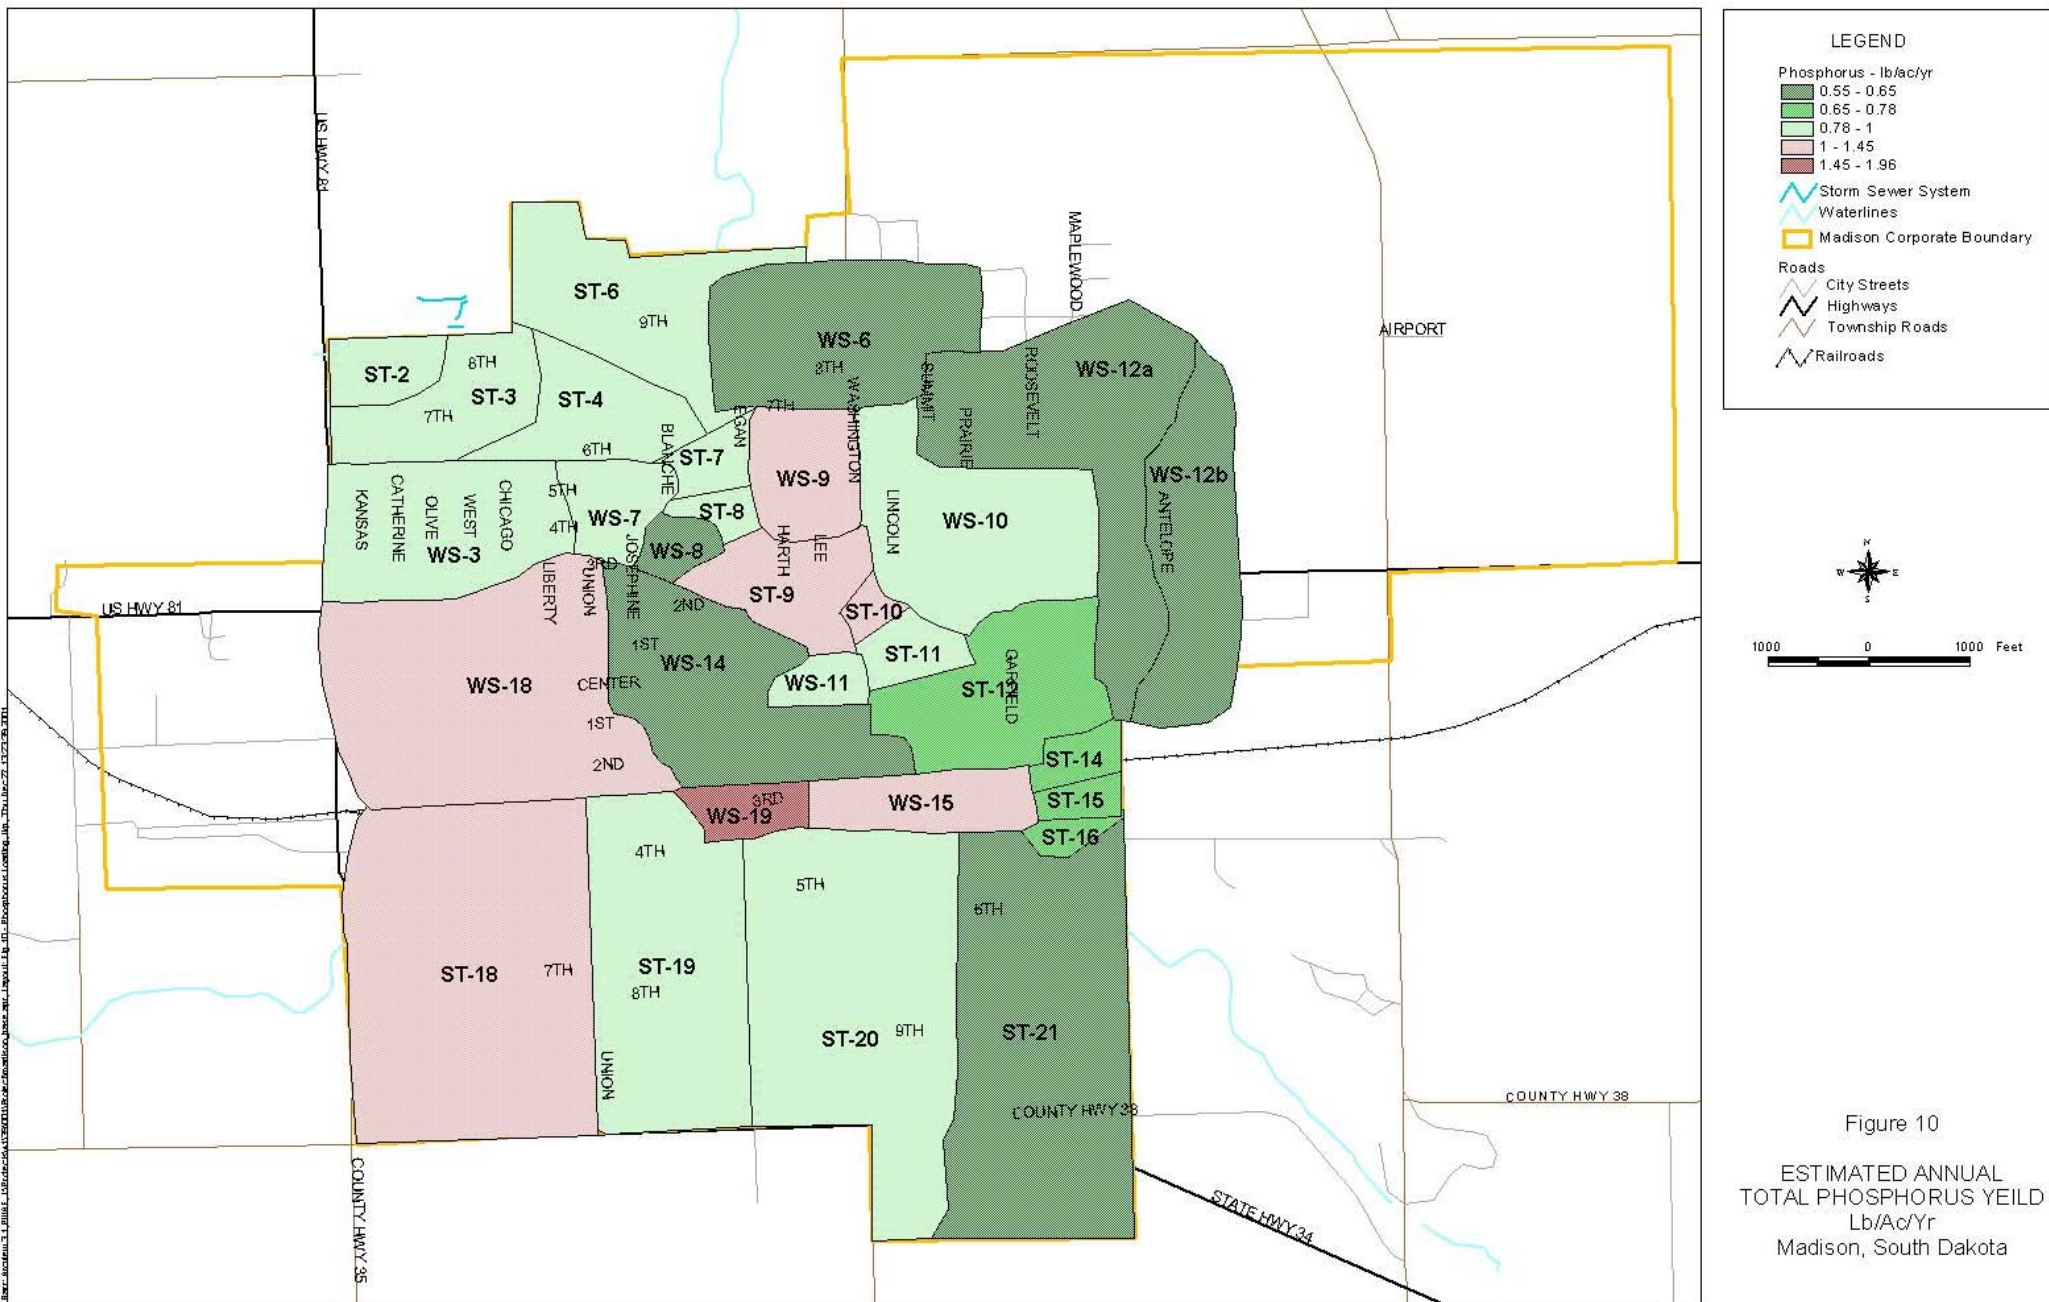 LEGEND
Phosphorus - lb/ac/yr
0.55 - 0.65
0.65 - 0.78
0.78 - 1
1 - 1.45
1.45 - 1.96
Storm Sewer System
Waterlines
Madison Corporate Boundary
Roads
City Streets
Highways
Township Roads
Railroads
US HWY 81
MAPLEWOOD
AIRPORT
ST-6
9TH
WS-6
8TH
ST-2
8TH
ST-3
7TH
ST-4
6TH
WS-12a
ROOSEVELT
SUMMIT
PRAIRIE
WASHINGTON
7TH
EGAN
BLANCHE
ST-7
WS-9
WS-12b
ANTELOPE
KANSAS
CATHERINE
OLIVE
WEST
CHICAGO
5TH
4TH
WS-3
WS-7
ST-8
WS-8
LINCOLN
WS-10
HARTH
LEE
3RD
JOSEPHINE
LIBERTY
UNION
2ND
ST-9
ST-10
US HWY 81
1ST
WS-14
ST-11
WS-11
GARFIELD
ST-12
WS-18
CENTER
1ST
2ND
ST-14
3RD
WS-19
WS-15
ST-15
ST-16
4TH
5TH
6TH
ST-18
7TH
ST-19
8TH
ST-20
9TH
ST-21
UNION
COUNTY HWY 38
COUNTY HWY 38
COUNTY HWY 35
STATE HWY 34
N
W
E
S
1000 0 1000 Feet
Figure 10
ESTIMATED ANNUAL
TOTAL PHOSPHORUS YEILD
Lb/Ac/Yr
Madison, South Dakota